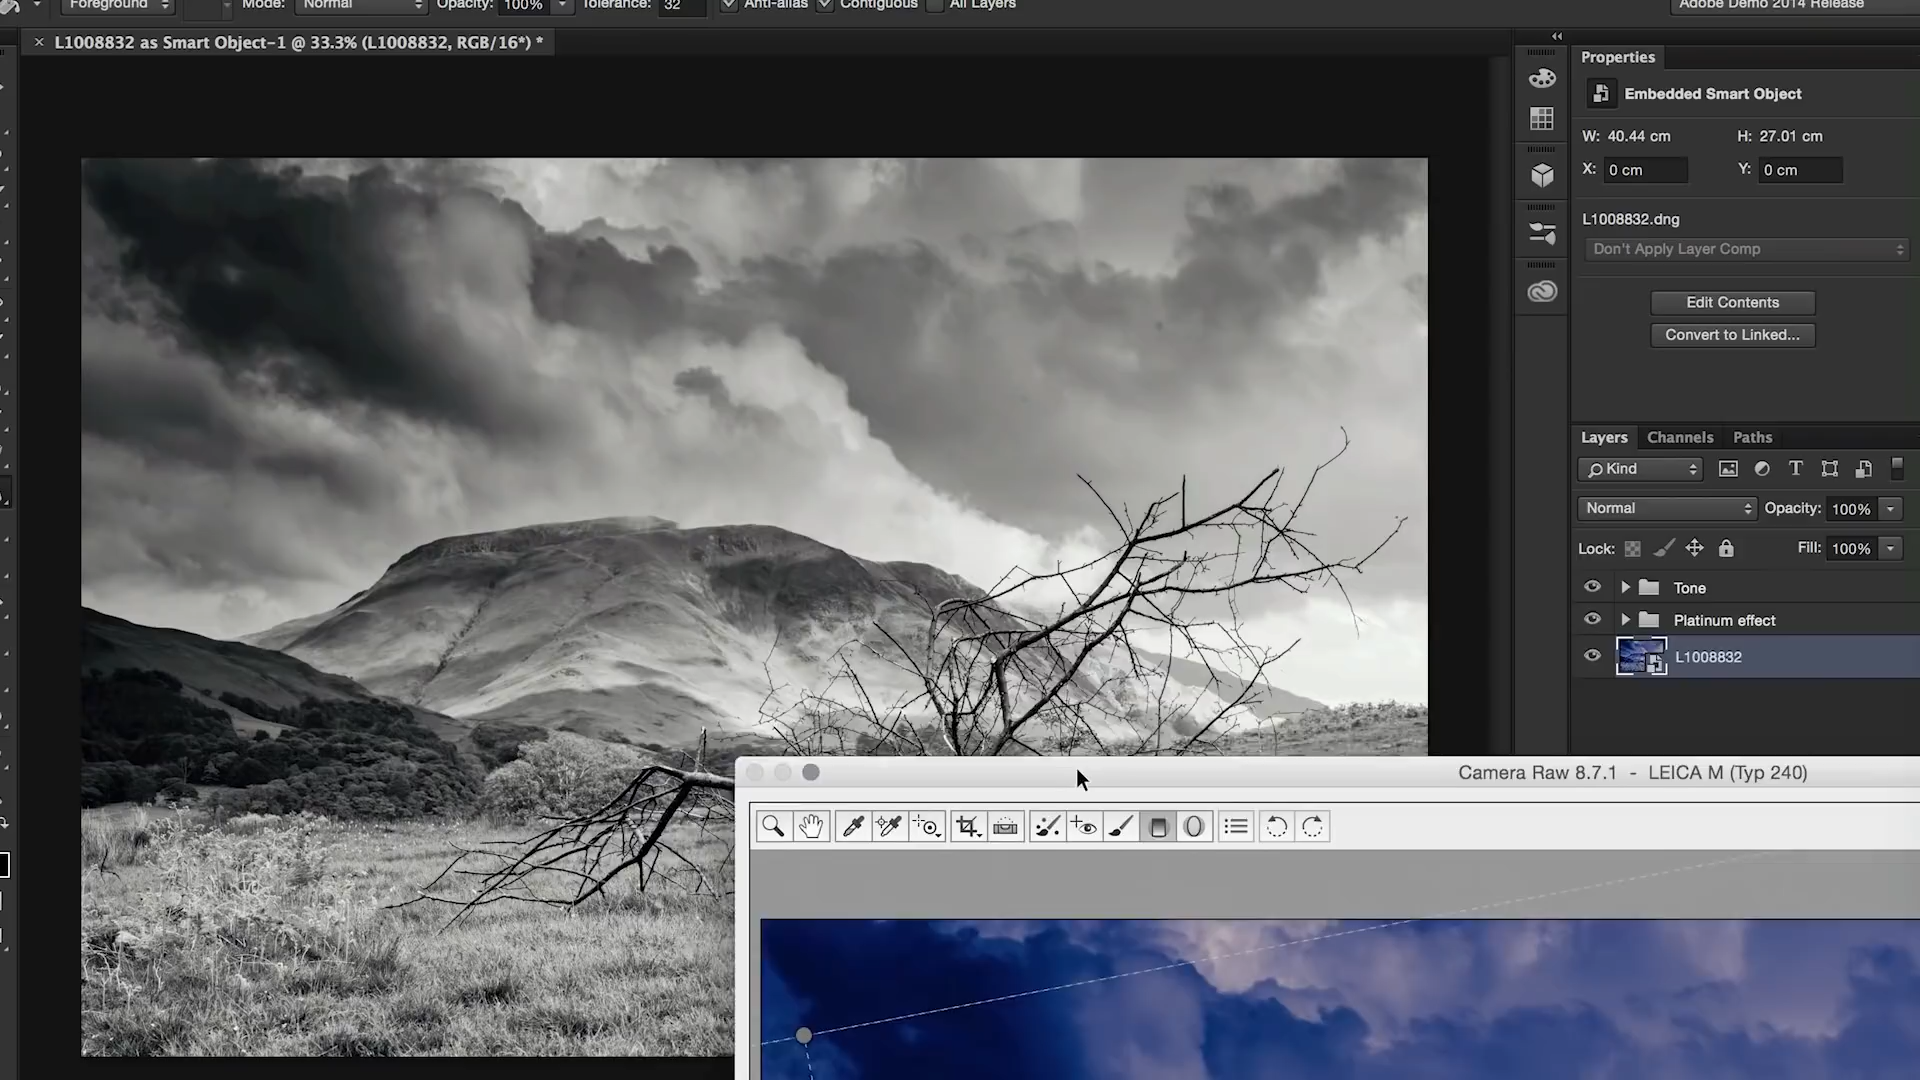 Foreground Mode: Normal Opacity: 100% Tolerance: 32 Anti-alias Contiguous All Layers Adobe Demo 2014 Release
× L1008832 as Smart Object-1 @ 33.3% (L1008832, RGB/16*) *
Properties
Embedded Smart Object
W: 40.44 cm H: 27.01 cm
X: 0 cm Y: 0 cm
L1008832.dng
Don't Apply Layer Comp
Edit Contents
Convert to Linked...
Layers Channels Paths
Kind
Normal Opacity: 100%
Lock: Fill: 100%
Tone
Platinum effect
L1008832
Camera Raw 8.7.1 - LEICA M (Typ 240)